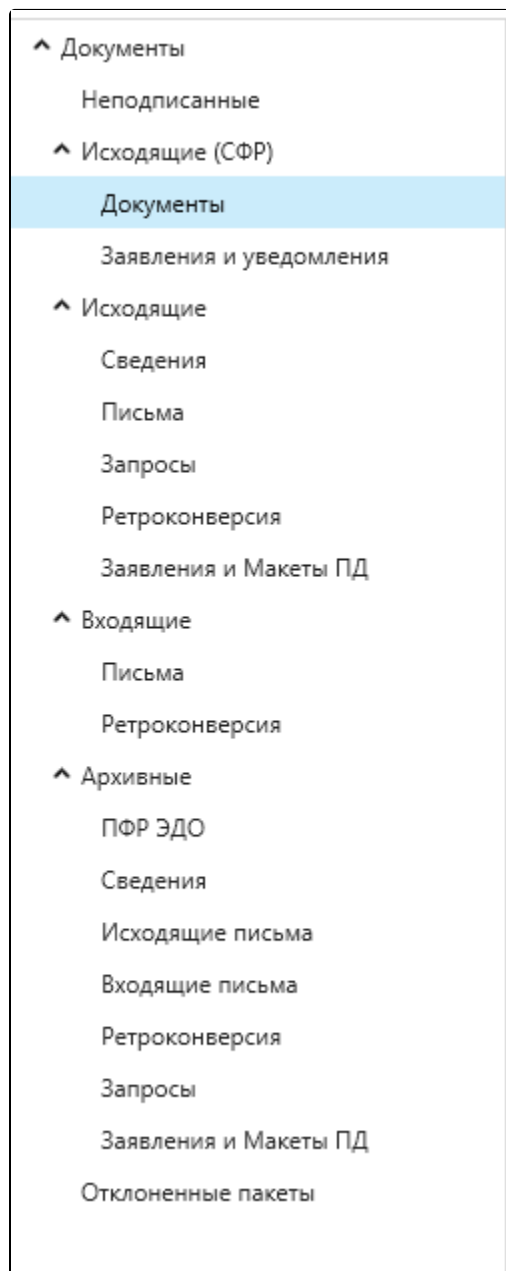 Документы
Неподписанные
Исходящие (СФР)
Документы
Заявления и уведомления
Исходящие
Сведения
Письма
Запросы
Ретроконверсия
Заявления и Макеты ПД
Входящие
Письма
Ретроконверсия
Архивные
ПФР ЭДО
Сведения
Исходящие письма
Входящие письма
Ретроконверсия
Запросы
Заявления и Макеты ПД
Отклоненные пакеты